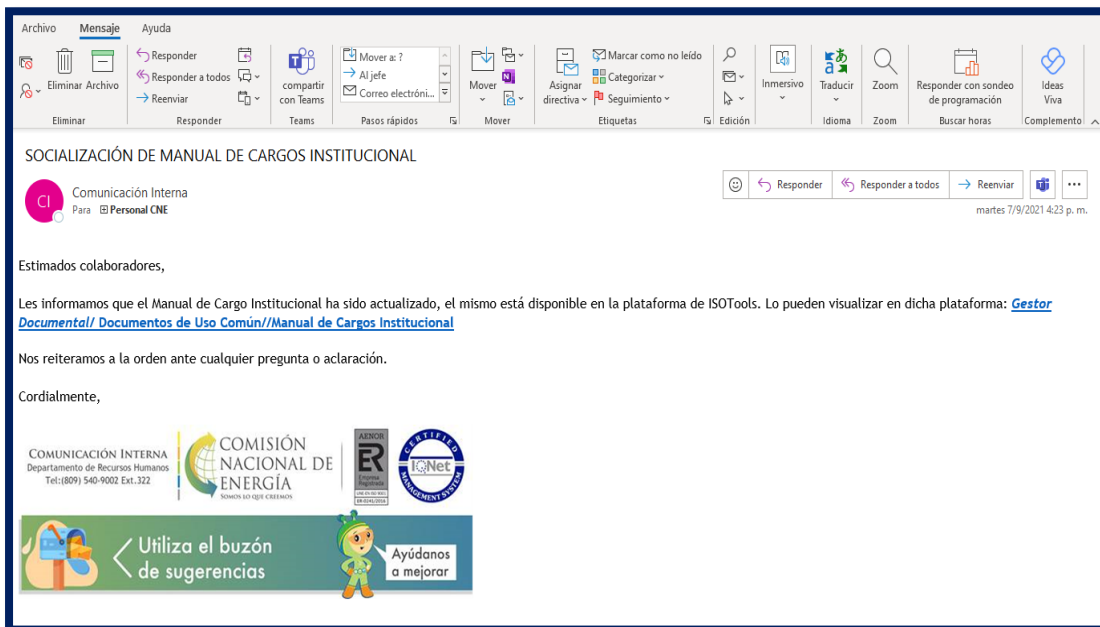 Archivo Mensaje Ayuda
Eliminar Archivo
Responder
Responder a todos
Reenviar
compartir
con Teams
Mover a: ?
Al jefe
Correo electróni...
Mover
Asignar
directiva
Marcar como no leído
Categorizar
Seguimiento
Inmersivo
Traducir
Zoom
Responder con sondeo
de programación
Ideas
Viva
Eliminar Responder Teams Pasos rápidos Mover Etiquetas Edición Idioma Zoom Buscar horas Complemento
SOCIALIZACIÓN DE MANUAL DE CARGOS INSTITUCIONAL
CI
Comunicación Interna
Para Personal CNE
Responder Responder a todos Reenviar
martes 7/9/2021 4:23 p. m.
Estimados colaboradores,
Les informamos que el Manual de Cargo Institucional ha sido actualizado, el mismo está disponible en la plataforma de ISOTools. Lo pueden visualizar en dicha plataforma: Gestor
Documental/ Documentos de Uso Común//Manual de Cargos Institucional
Nos reiteramos a la orden ante cualquier pregunta o aclaración.
Cordialmente,
COMUNICACIÓN INTERNA
Departamento de Recursos Humanos
Tel:(809) 540-9002 Ext.322
COMISIÓN
NACIONAL DE
ENERGÍA
SOMOS LO QUE CREEMOS
AENOR
ER
Empresa
Registrada
CERTIFIED
IQNet
MANAGEMENT SYSTEM
Utiliza el buzón
de sugerencias
Ayúdanos
a mejorar